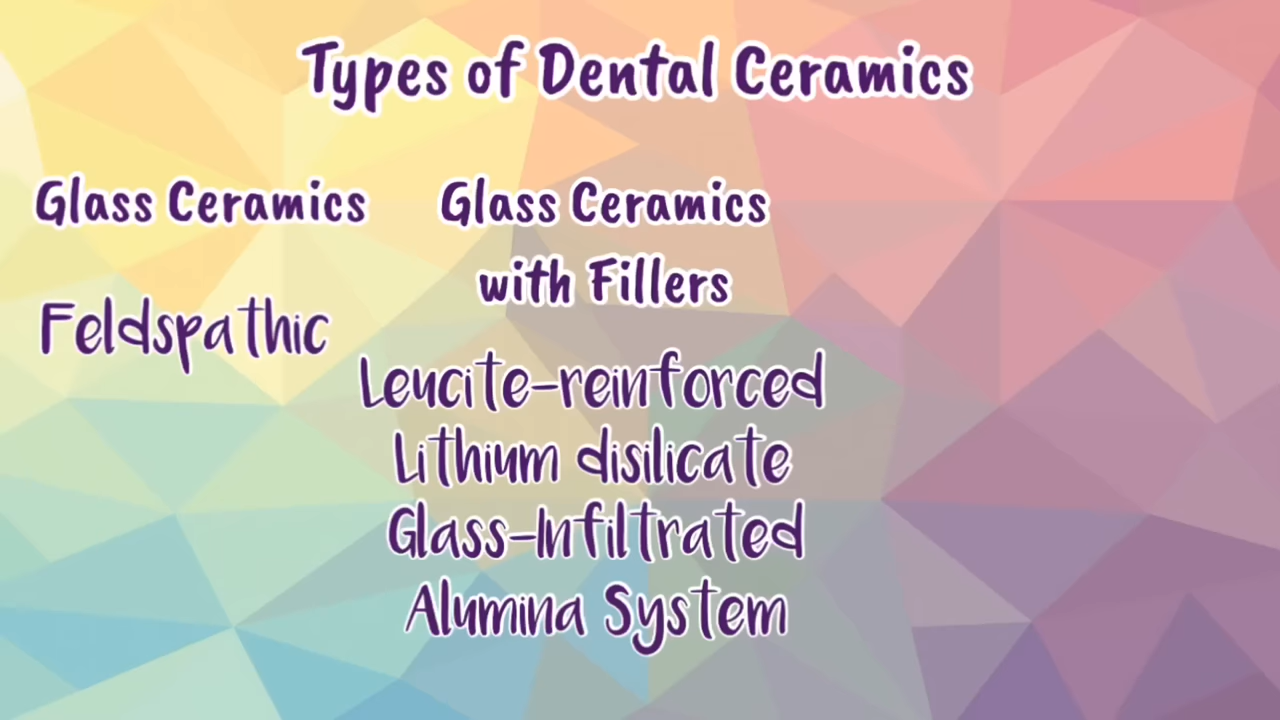 Types of Dental Ceramics
Glass Ceramics
Feldspathic
Glass Ceramics
with Fillers
Leucite-reinforced
Lithium disilicate
Glass-Infiltrated
Alumina System